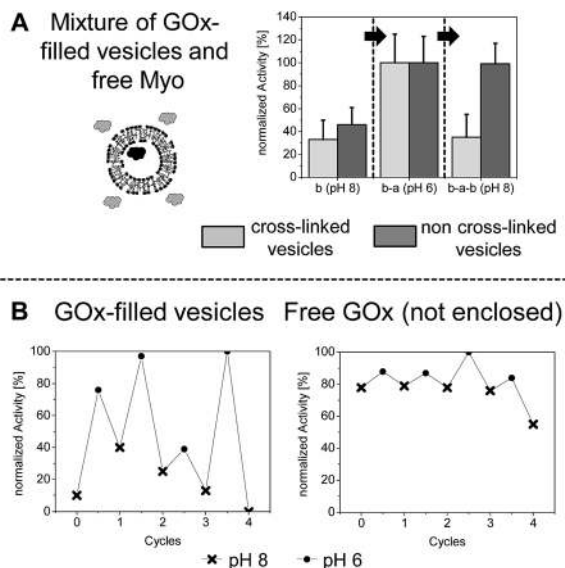 A
Mixture of GOx-
filled vesicles and
free Myo
normalized Activity [%]
140
120
100
80
60
40
20
0
b (pH 8)
b-a (pH 6)
b-a-b (pH 8)
cross-linked
vesicles
non cross-linked
vesicles
B
GOx-filled vesicles
Free GOx (not enclosed)
normalized Activity [%]
100
80
60
40
20
0
0 1 2 3 4
Cycles
normalized Activity [%]
100
80
60
40
20
0
0 1 2 3 4
Cycles
pH 8
pH 6